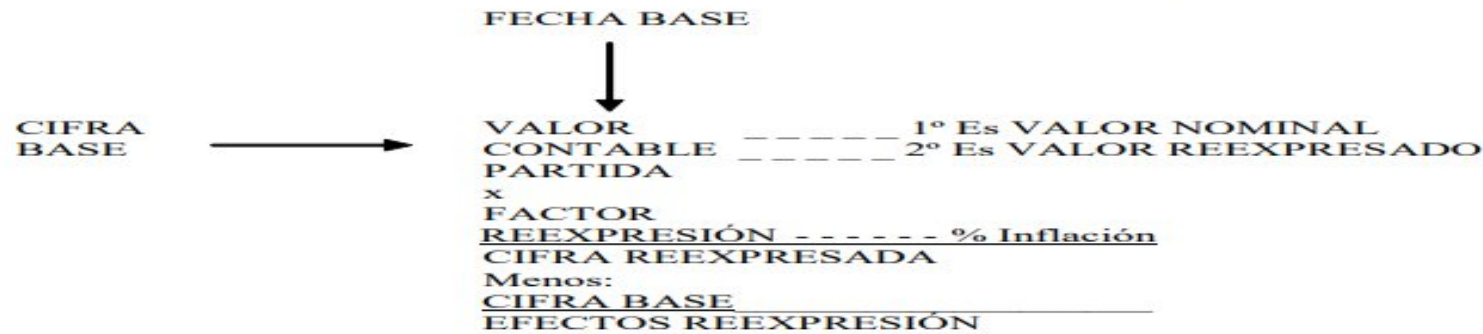 FECHA BASE
CIFRA
BASE
VALOR _ _ _ _ _ 1º Es VALOR NOMINAL
CONTABLE _ _ _ _ _ 2º Es VALOR REEXPRESADO
PARTIDA
x
FACTOR
REEXPRESIÓN - - - - - - % Inflación
CIFRA REEXPRESADA
Menos:
CIFRA BASE
EFECTOS REEXPRESIÓN